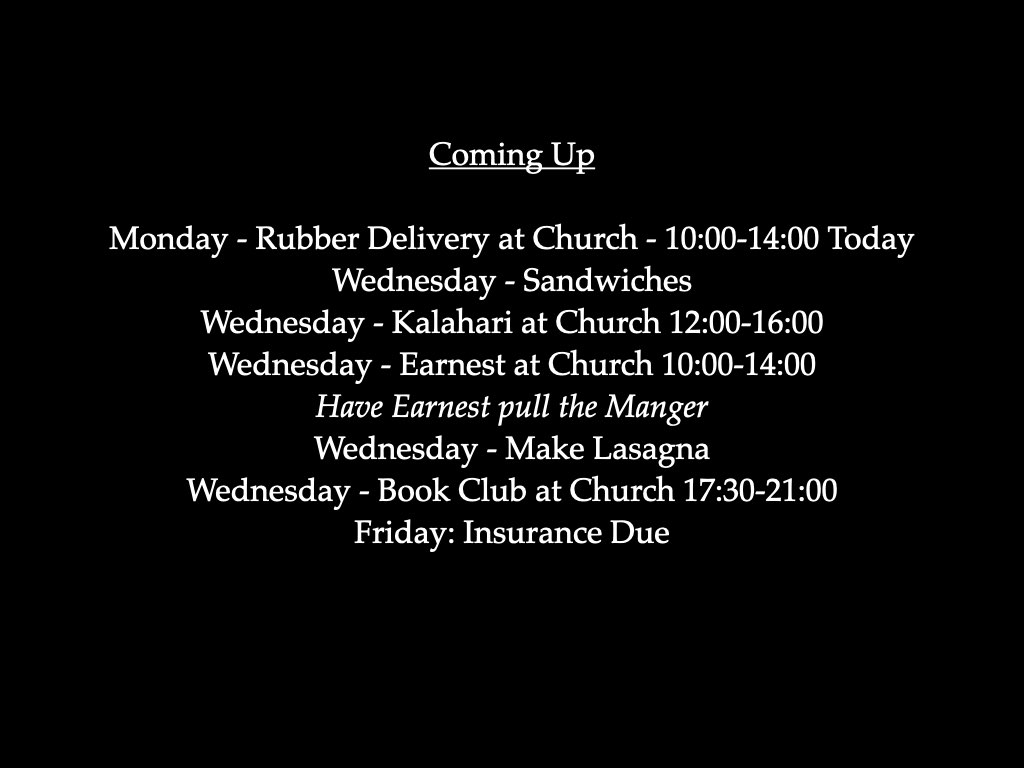 Coming Up
Monday - Rubber Delivery at Church - 10:00-14:00 Today
Wednesday - Sandwiches
Wednesday - Kalahari at Church 12:00-16:00
Wednesday - Earnest at Church 10:00-14:00
Have Earnest pull the Manger
Wednesday - Make Lasagna
Wednesday - Book Club at Church 17:30-21:00
Friday: Insurance Due